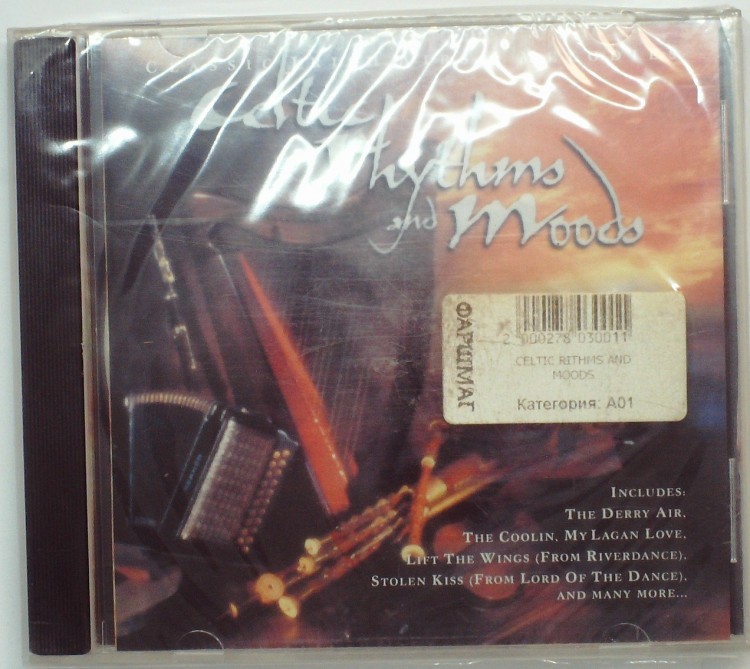 Celtic
Rhythms
and Moods
ФАРШМАГ
2 000278 030011
CELTIC RITHMS AND
MOODS
Категория: А01
INCLUDES:
THE DERRY AIR,
THE COOLIN, MY LAGAN LOVE,
LIFT THE WINGS (FROM RIVERDANCE),
STOLEN KISS (FROM LORD OF THE DANCE),
AND MANY MORE...